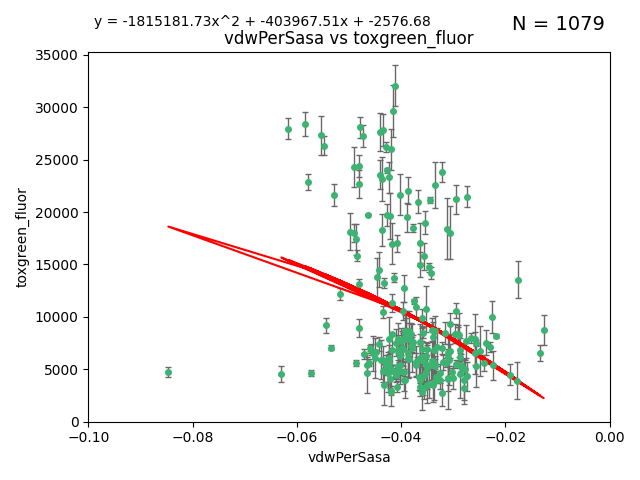 y = -1815181.73x^2 + -403967.51x + -2576.68
N = 1079
vdwPerSasa vs toxgreen_fluor
35000
30000
25000
20000
15000
10000
5000
0
toxgreen_fluor
−0.10
−0.08
−0.06
−0.04
−0.02
0.00
vdwPerSasa